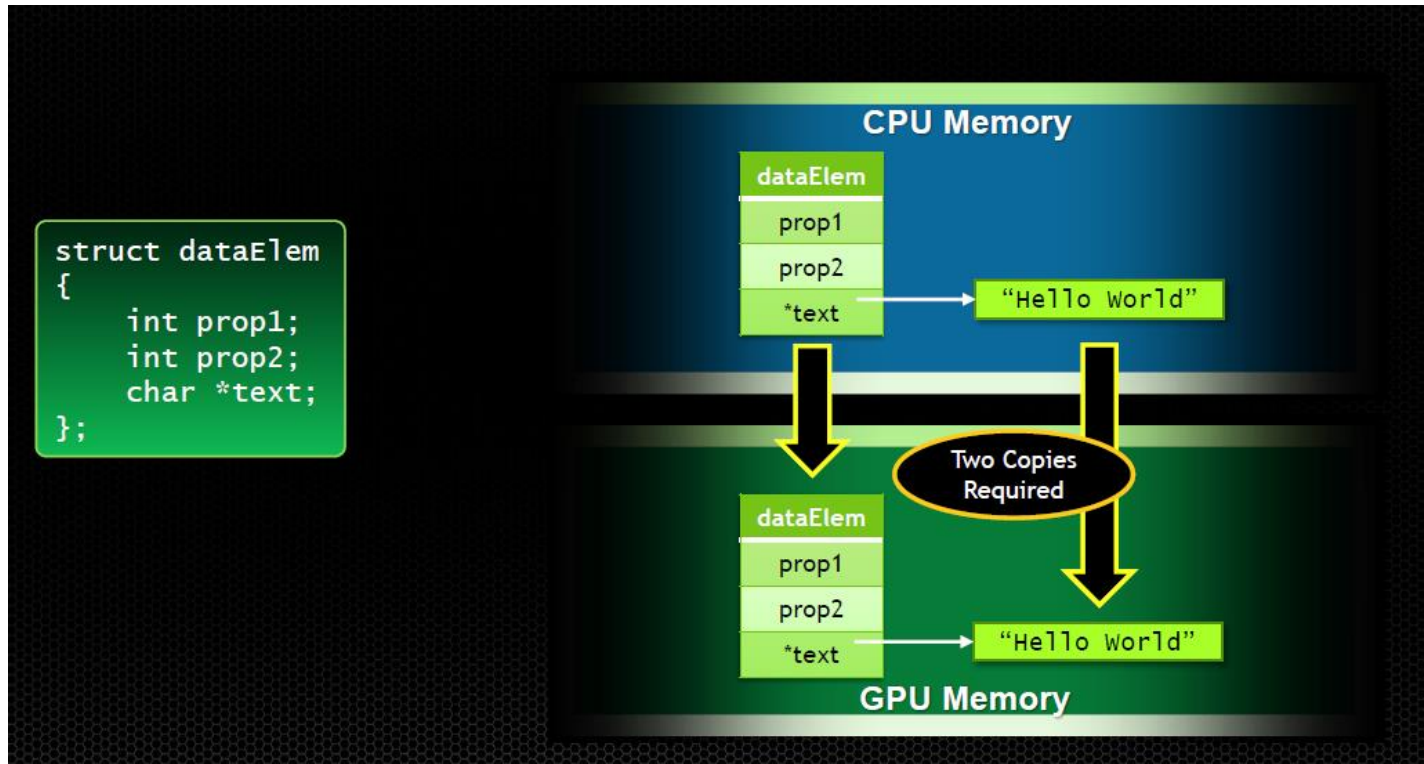 struct dataElem
{
int prop1;
int prop2;
char *text;
};
CPU Memory
dataElem
prop1
prop2
*text
“Hello World”
Two Copies
Required
dataElem
prop1
prop2
*text
“Hello World”
GPU Memory